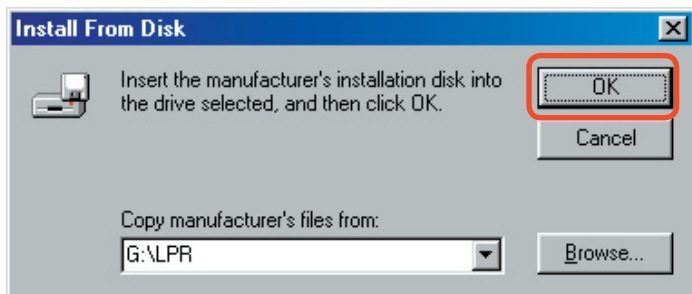 Install From Disk
Insert the manufacturer's installation disk into
the drive selected, and then click OK.
OK
Cancel
Copy manufacturer's files from:
G:\LPR
Browse...